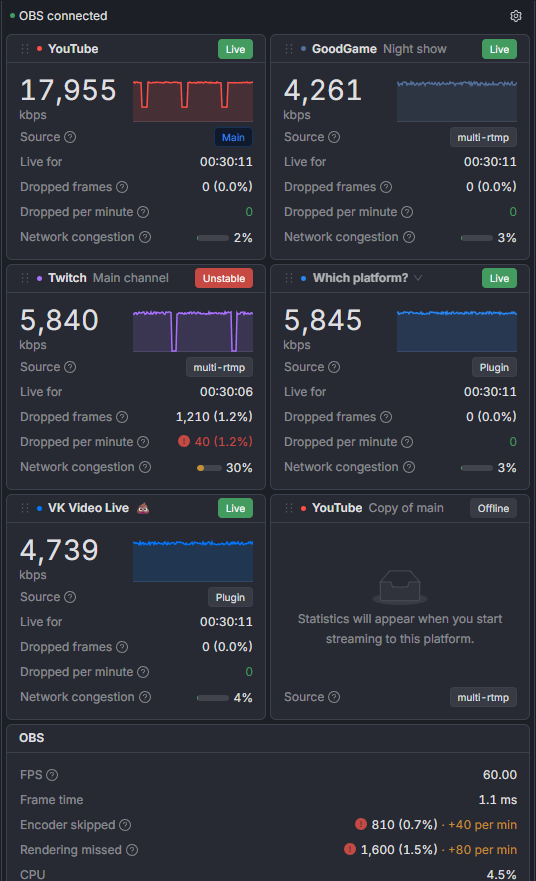 OBS connected
YouTube Live
17,955
kbps
Source Main
Live for 00:30:11
Dropped frames 0 (0.0%)
Dropped per minute 0
Network congestion 2%
GoodGame Night show Live
4,261
kbps
Source multi-rtmp
Live for 00:30:11
Dropped frames 0 (0.0%)
Dropped per minute 0
Network congestion 3%
Twitch Main channel Unstable
5,840
kbps
Source multi-rtmp
Live for 00:30:06
Dropped frames 1,210 (1.2%)
Dropped per minute 40 (1.2%)
Network congestion 30%
Which platform? Live
5,845
kbps
Source Plugin
Live for 00:30:11
Dropped frames 0 (0.0%)
Dropped per minute 0
Network congestion 3%
VK Video Live 💩 Live
4,739
kbps
Source Plugin
Live for 00:30:11
Dropped frames 0 (0.0%)
Dropped per minute 0
Network congestion 4%
YouTube Copy of main Offline
Statistics will appear when you start
streaming to this platform.
Source multi-rtmp
OBS
FPS 60.00
Frame time 1.1 ms
Encoder skipped 810 (0.7%) · +40 per min
Rendering missed 1,600 (1.5%) · +80 per min
CPU 4.5%